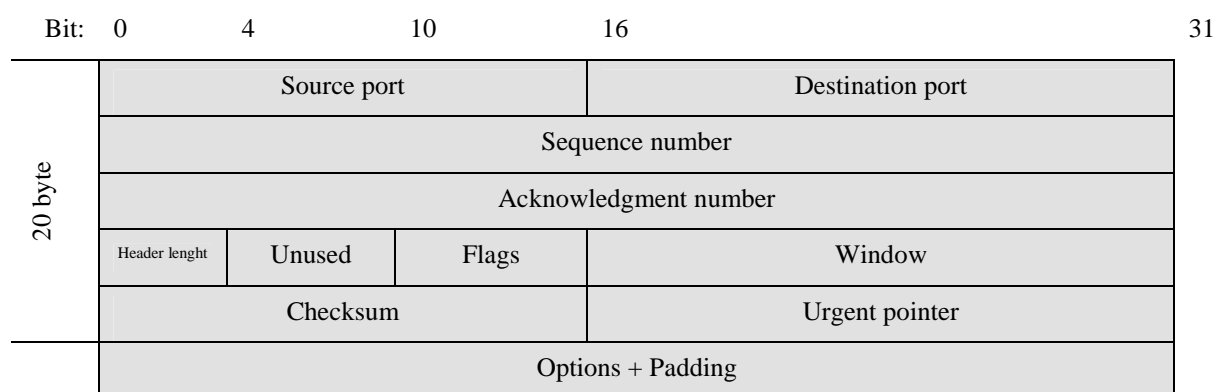 Bit: 0 4 10 16 31
Source port Destination port
Sequence number
20 byte
Acknowledgment number
Header lenght Unused Flags Window
Checksum Urgent pointer
Options + Padding